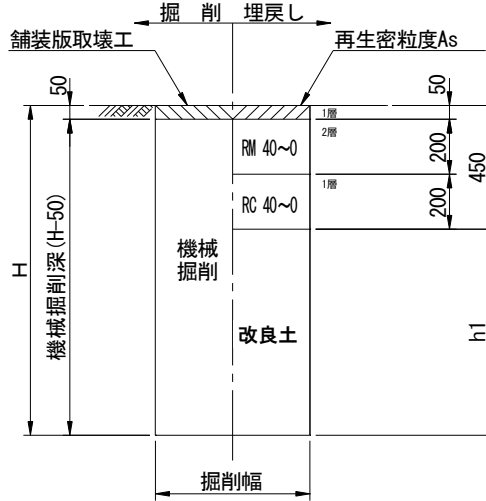 掘 削 埋戻し
舗装版取壊工
再生密粒度As
50
50
1層
RM 40~0
2層
200
RC 40~0
1層
200
450
機械
掘削
改良土
H
機械掘削深(H-50)
h1
掘削幅